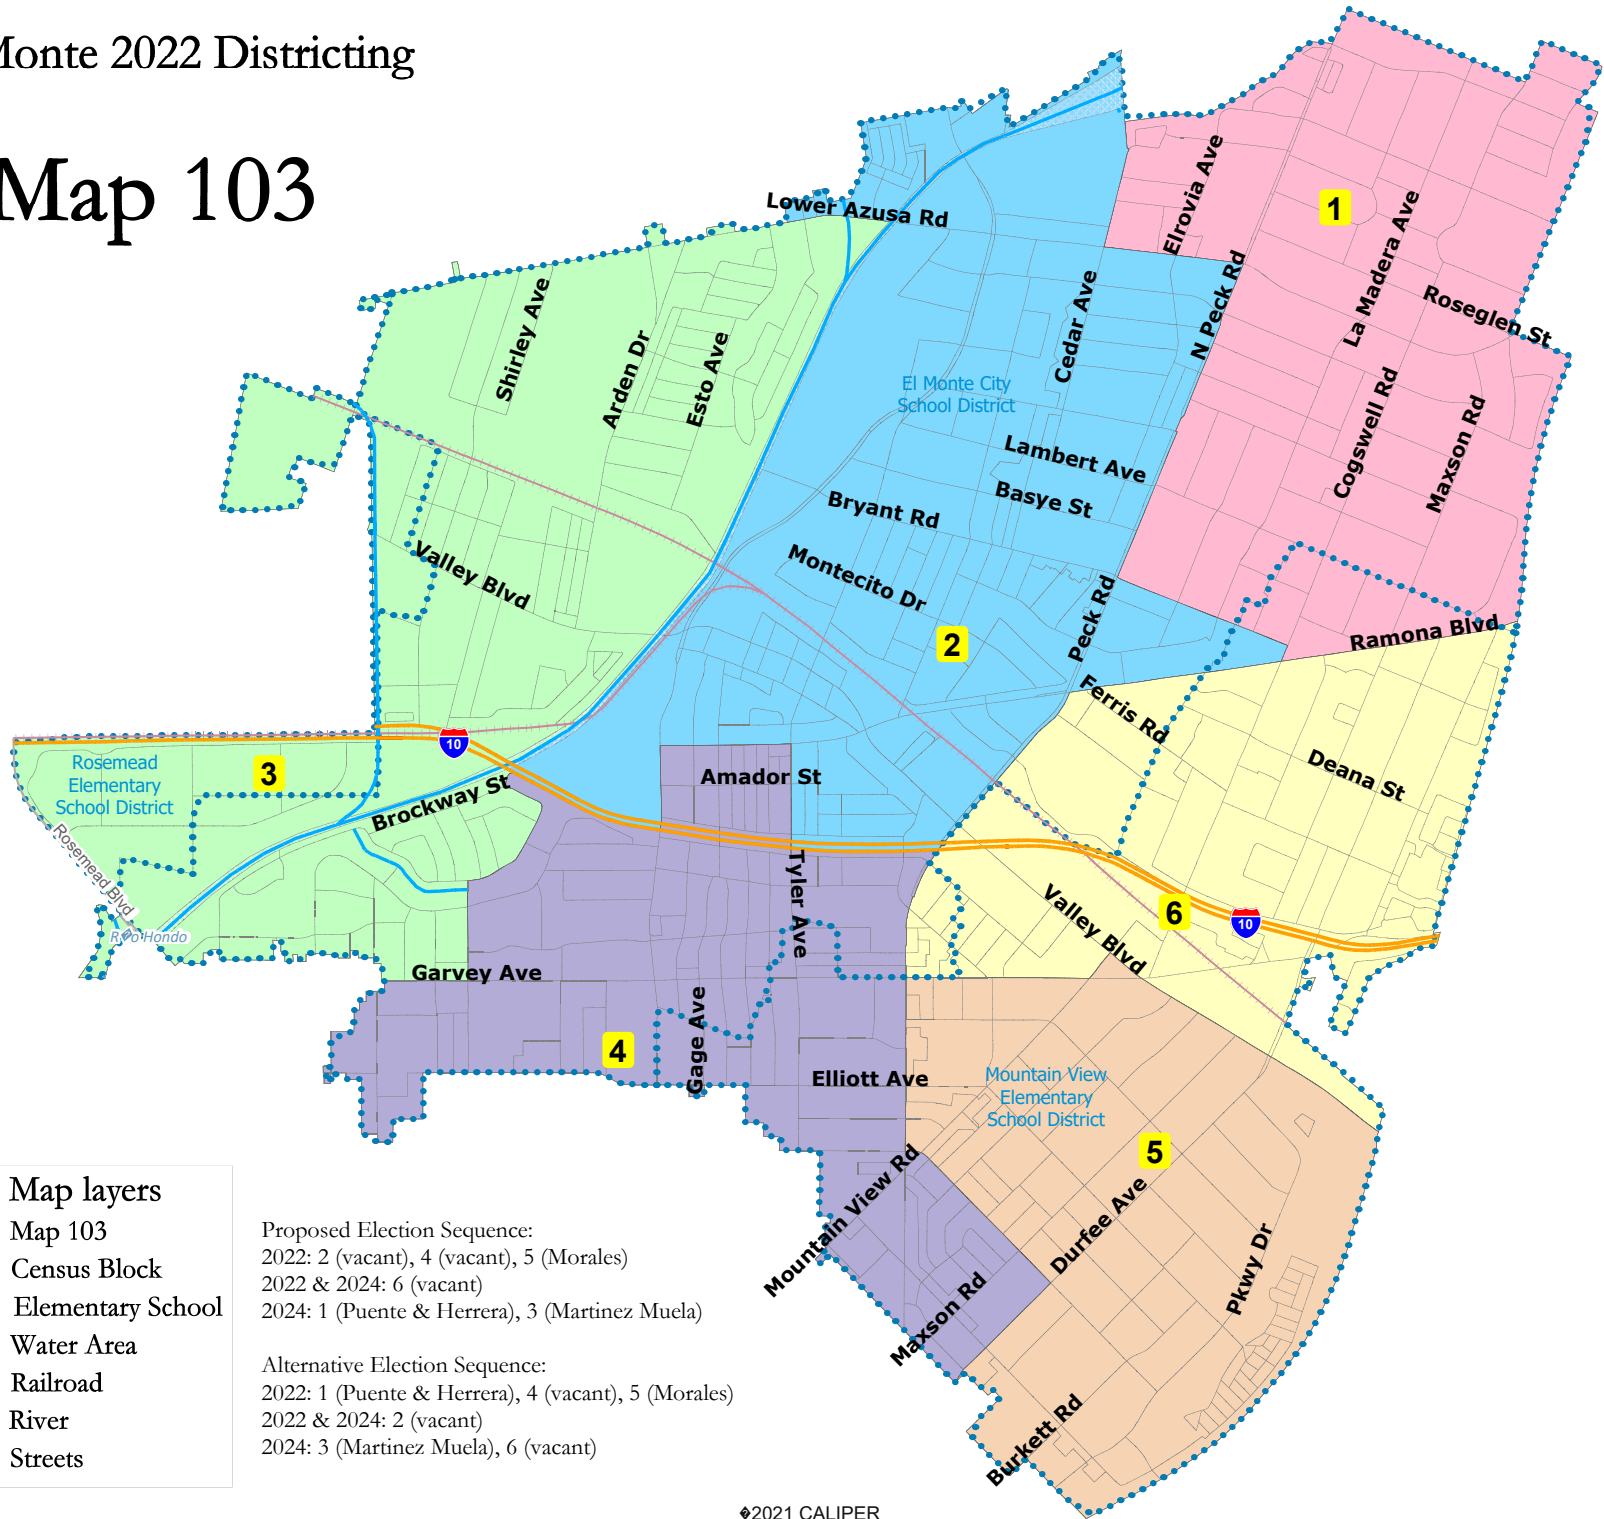 Monte 2022 Districting
Map 103
Lower Azusa Rd
Elrovia Ave
1
La Madera Ave
N Peck Rd
Roseglen St
Shirley Ave
Arden Dr
Esto Ave
Cedar Ave
El Monte City
School District
Cogswell Rd
Maxson Rd
Lambert Ave
Basye St
Bryant Rd
Montecito Dr
Valley Blvd
2
Peck Rd
Ramona Blvd
Ferris Rd
10
Rosemead
Elementary
School District
3
Amador St
Deana St
Brockway St
Rosemead Blvd
Tyler Ave
Valley Blvd
6
10
R�o Hondo
Garvey Ave
4
Gage Ave
Elliott Ave
Mountain View
Elementary
School District
5
Mountain View Rd
Durfee Ave
Pkwy Dr
Maxson Rd
Burkett Rd
Map layers
Map 103
Census Block
Elementary School
Water Area
Railroad
River
Streets
Proposed Election Sequence:
2022: 2 (vacant), 4 (vacant), 5 (Morales)
2022 & 2024: 6 (vacant)
2024: 1 (Puente & Herrera), 3 (Martinez Muela)
Alternative Election Sequence:
2022: 1 (Puente & Herrera), 4 (vacant), 5 (Morales)
2022 & 2024: 2 (vacant)
2024: 3 (Martinez Muela), 6 (vacant)
�2021 CALIPER